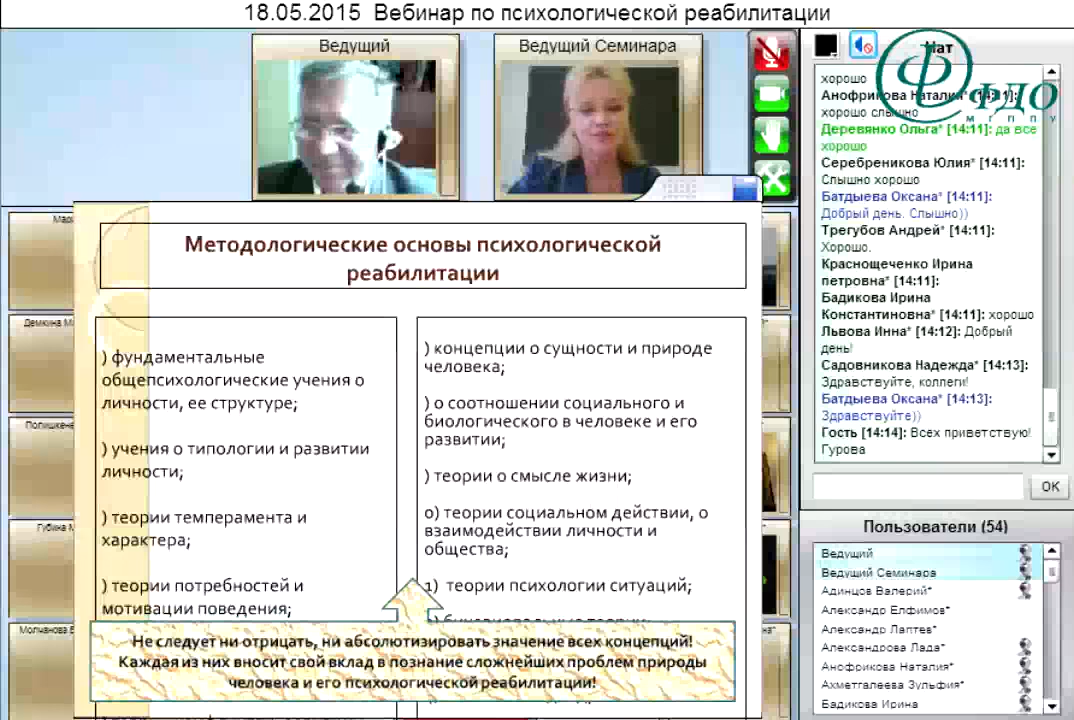 18.05.2015 Вебинар по психологической реабилитации
Ведущий
Ведущий Семинара
Методологические основы психологической
реабилитации
) фундаментальные
общепсихологические учения о
личности, ее структуре;
) учения о типологии и развитии
личности;
) теории темперамента и
характера;
) теории потребностей и
мотивации поведения;
) концепции о сущности и природе
человека;
) о соотношении социального и
биологического в человеке и его
развитии;
) теории о смысле жизни;
о) теории социальном действии, о
взаимодействии личности и
общества;
1) теории психологии ситуаций;
Не следует ни отрицать, ни абсолютизировать значение всех концепций!
Каждая из них вносит свой вклад в познание сложнейших проблем природы
человека и его психологической реабилитации!
Чат
ФДО
МГППУ
хорошо
Анофрикова Наталия* [14:11]:
хорошо слышно
Деревянко Ольга* [14:11]: да все
хорошо
Серебреникова Юлия* [14:11]:
Слышно хорошо
Батдыева Оксана* [14:11]:
Добрый день. Слышно))
Трегубов Андрей* [14:11]:
Хорошо.
Краснощеченко Ирина
петровна* [14:11]:
Бадикова Ирина
Константиновна* [14:11]: хорошо
Львова Инна* [14:12]: Добрый
день!
Садовникова Надежда* [14:13]:
Здравствуйте, коллеги!
Батдыева Оксана* [14:13]:
Здравствуйте))
Гость [14:14]: Всех приветствую!
Гурова
OK
Пользователи (54)
Ведущий
Ведущий Семинара
Адинцов Валерий*
Александр Елфимов*
Александр Лаптев*
Александрова Лада*
Анофрикова Наталия*
Ахметгалеева Зульфия*
Бадикова Ирина